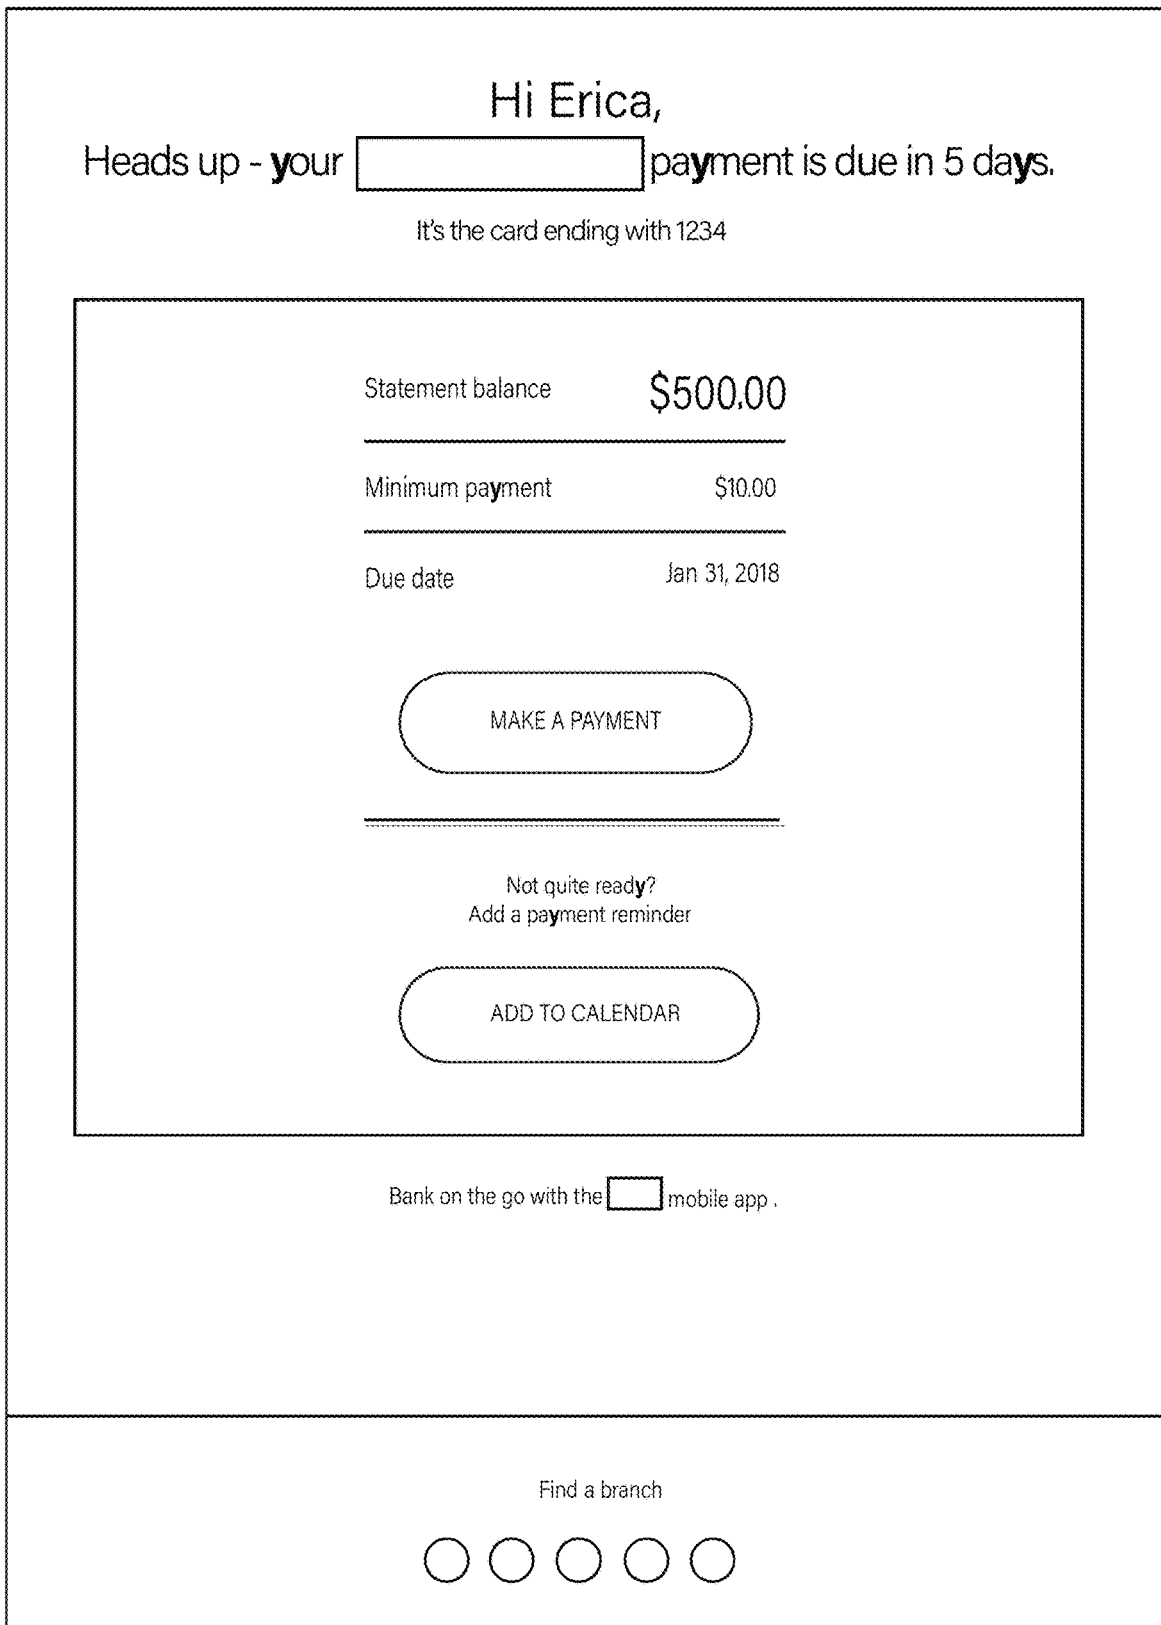 Hi Erica,
Heads up - your payment is due in 5 days.
It's the card ending with 1234
Statement balance $500.00
Minimum payment $10.00
Due date Jan 31, 2018
MAKE A PAYMENT
Not quite ready?
Add a payment reminder
ADD TO CALENDAR
Bank on the go with the mobile app .
Find a branch